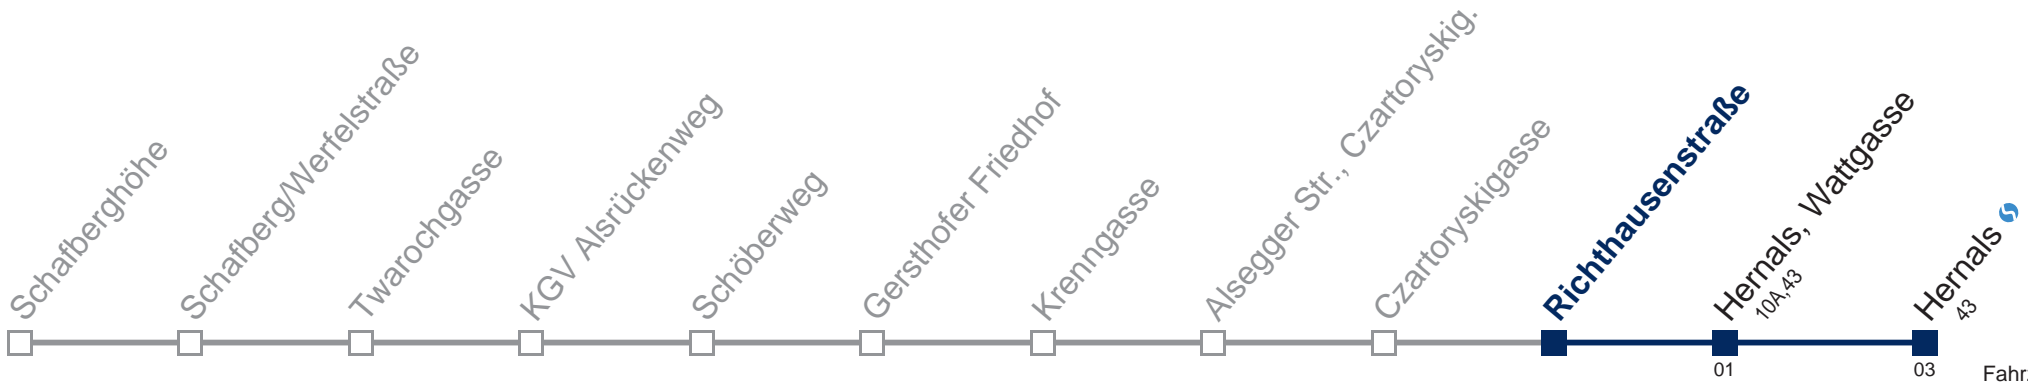 Schafberghöhe
Schafberg/Werfelstraße
Twarochgasse
KGV Alsrückenweg
Schöberweg
Gersthofer Friedhof
Krenngasse
Alsegger Str., Czartoryskig.
Czartoryskigasse
Richthausenstraße
Hernals, Wattgasse
10A,43
Hernals
43
01
03
Fahr